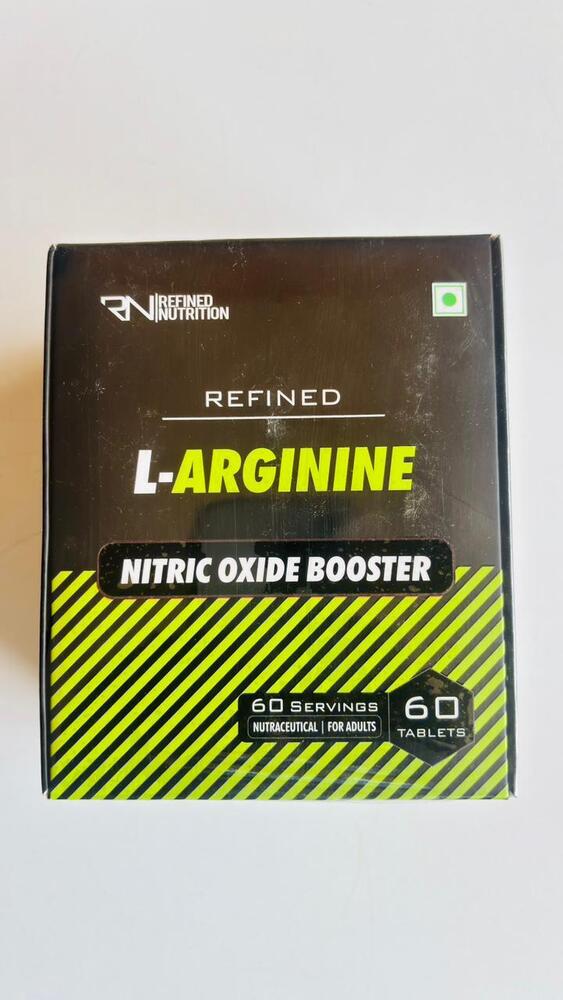 RN REFINED
NUTRITION
REFINED
L-ARGININE
NITRIC OXIDE BOOSTER
60 SERVINGS
NUTRACEUTICAL | FOR ADULTS
60
TABLETS